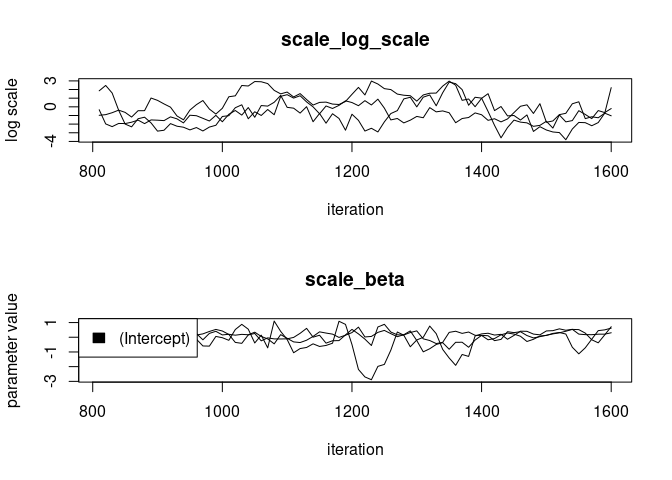 scale_log_scale
log scale
3
0
-4
800
1000
1200
1400
1600
iteration
scale_beta
parameter value
1
-1
-3
(Intercept)
800
1000
1200
1400
1600
iteration